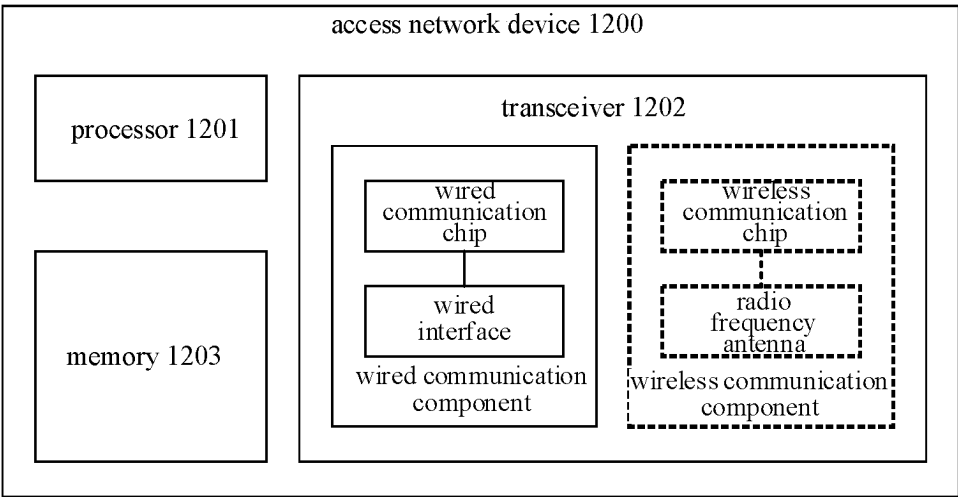 access network device 1200
processor 1201
memory 1203
transceiver 1202
wired
communication
chip
wired
interface
wired communication
component
wireless
communication
chip
radio
frequency
antenna
wireless communication
component